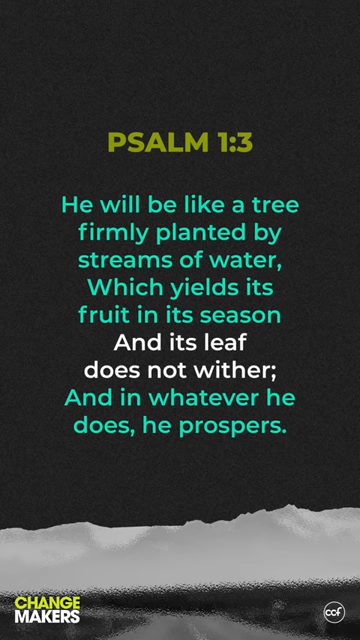 PSALM 1:3
He will be like a tree
firmly planted by
streams of water,
Which yields its
fruit in its season
And its leaf
does not wither;
And in whatever he
does, he prospers.
CHANGE
MAKERS
ccf